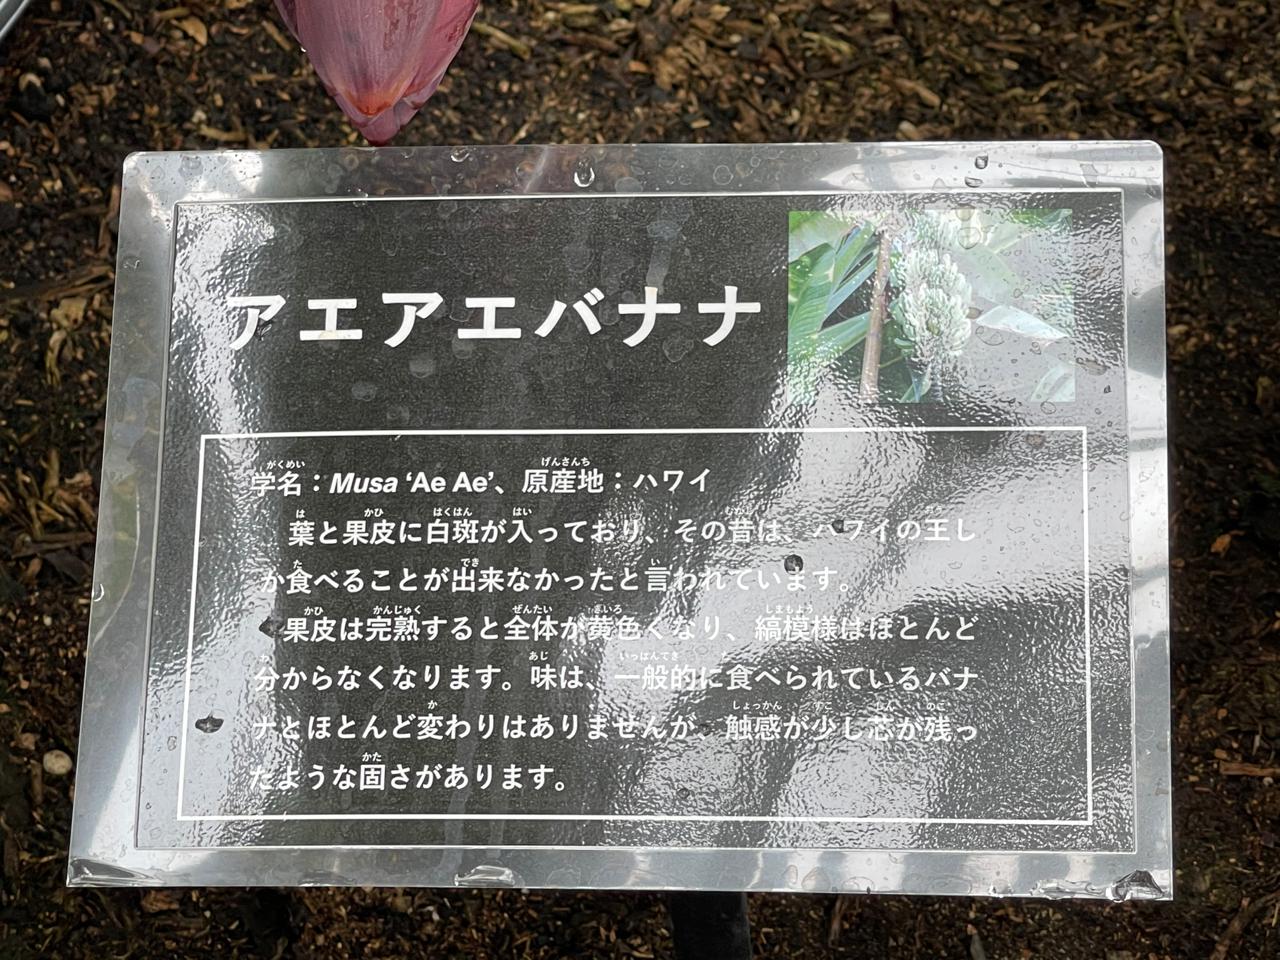 アエアエバナナ
学名：Musa ‘Ae Ae’、原産地：ハワイ
葉と果皮に白斑が入っており、その昔は、ハワイの王し
か食べることが出来なかったと言われています。
果皮は完熟すると全体が黄色くなり、縞模様はほとんど
分からなくなります。味は、一般的に食べられているバナ
ナとほとんど変わりはありませんが、触感が少し芯が残っ
たような固さがあります。